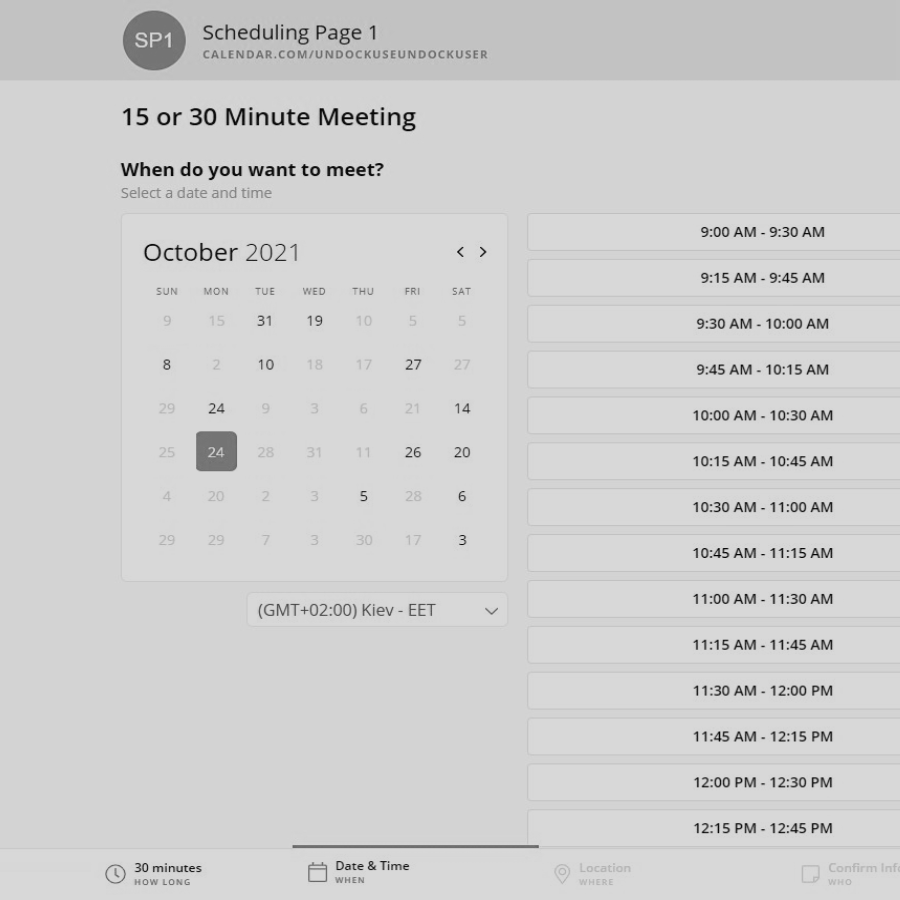 SP1
Scheduling Page 1
CALENDAR.COM/UNDOCKUSEUNDOCKUSER
15 or 30 Minute Meeting
When do you want to meet?
Select a date and time
October 2021
SUN MON TUE WED THU FRI SAT
9 15 31 19 10 5 5
8 2 10 18 17 27 27
29 24 9 3 6 21 14
25 24 28 31 11 26 20
4 20 2 3 5 28 6
29 29 7 3 30 17 3
(GMT+02:00) Kiev - EET
9:00 AM - 9:30 AM
9:15 AM - 9:45 AM
9:30 AM - 10:00 AM
9:45 AM - 10:15 AM
10:00 AM - 10:30 AM
10:15 AM - 10:45 AM
10:30 AM - 11:00 AM
10:45 AM - 11:15 AM
11:00 AM - 11:30 AM
11:15 AM - 11:45 AM
11:30 AM - 12:00 PM
11:45 AM - 12:15 PM
12:00 PM - 12:30 PM
12:15 PM - 12:45 PM
30 minutes
HOW LONG
Date & Time
WHEN
Location
WHERE
Confirm Inf
WHO